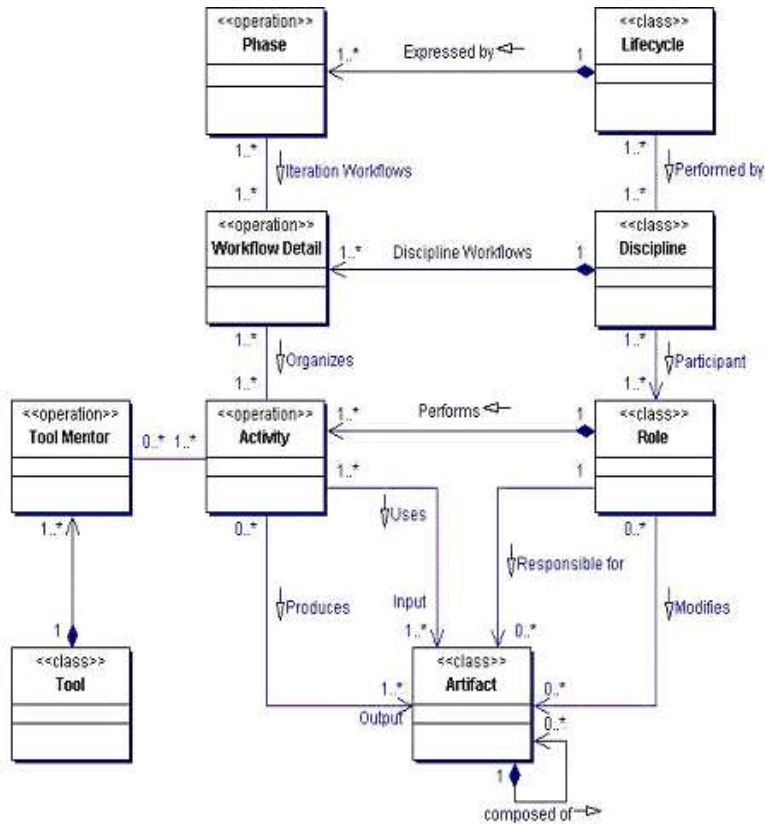 <<operation>>
Phase
<<class>>
Lifecycle
1..*
Expressed by
1
1..*
1..*
Iteration Workflows
Performed by
1..*
1..*
<<operation>>
Workflow Detail
<<class>>
Discipline
1..*
Discipline Workflows
1
1..*
1..*
Organizes
Participant
1..*
1..*
<<operation>>
Tool Mentor
<<operation>>
Activity
<<class>>
Role
1..*
Performs
1
0..*
1..*
1..*
1
1..*
0..*
Uses
0..*
Responsible for
Produces
Input
Modifies
1
1..*
0..*
<<class>>
Tool
<<class>>
Artifact
1..*
0..*
Output
0..*
1
composed of